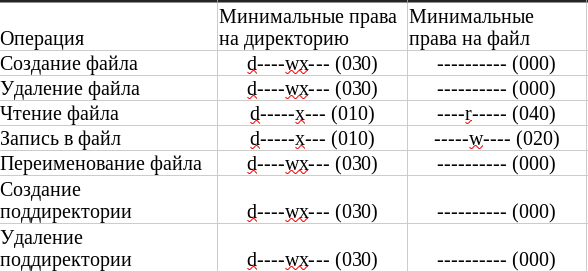 Операция
Минимальные права
на директорию
Минимальные
права на файл
Создание файла
d----wx--- (030)
---------- (000)
Удаление файла
d----wx--- (030)
---------- (000)
Чтение файла
d-----x--- (010)
----r----- (040)
Запись в файл
d-----x--- (010)
-----w---- (020)
Переименование файла
d----wx--- (030)
---------- (000)
Создание
поддиректории
d----wx--- (030)
---------- (000)
Удаление
поддиректории
d----wx--- (030)
---------- (000)